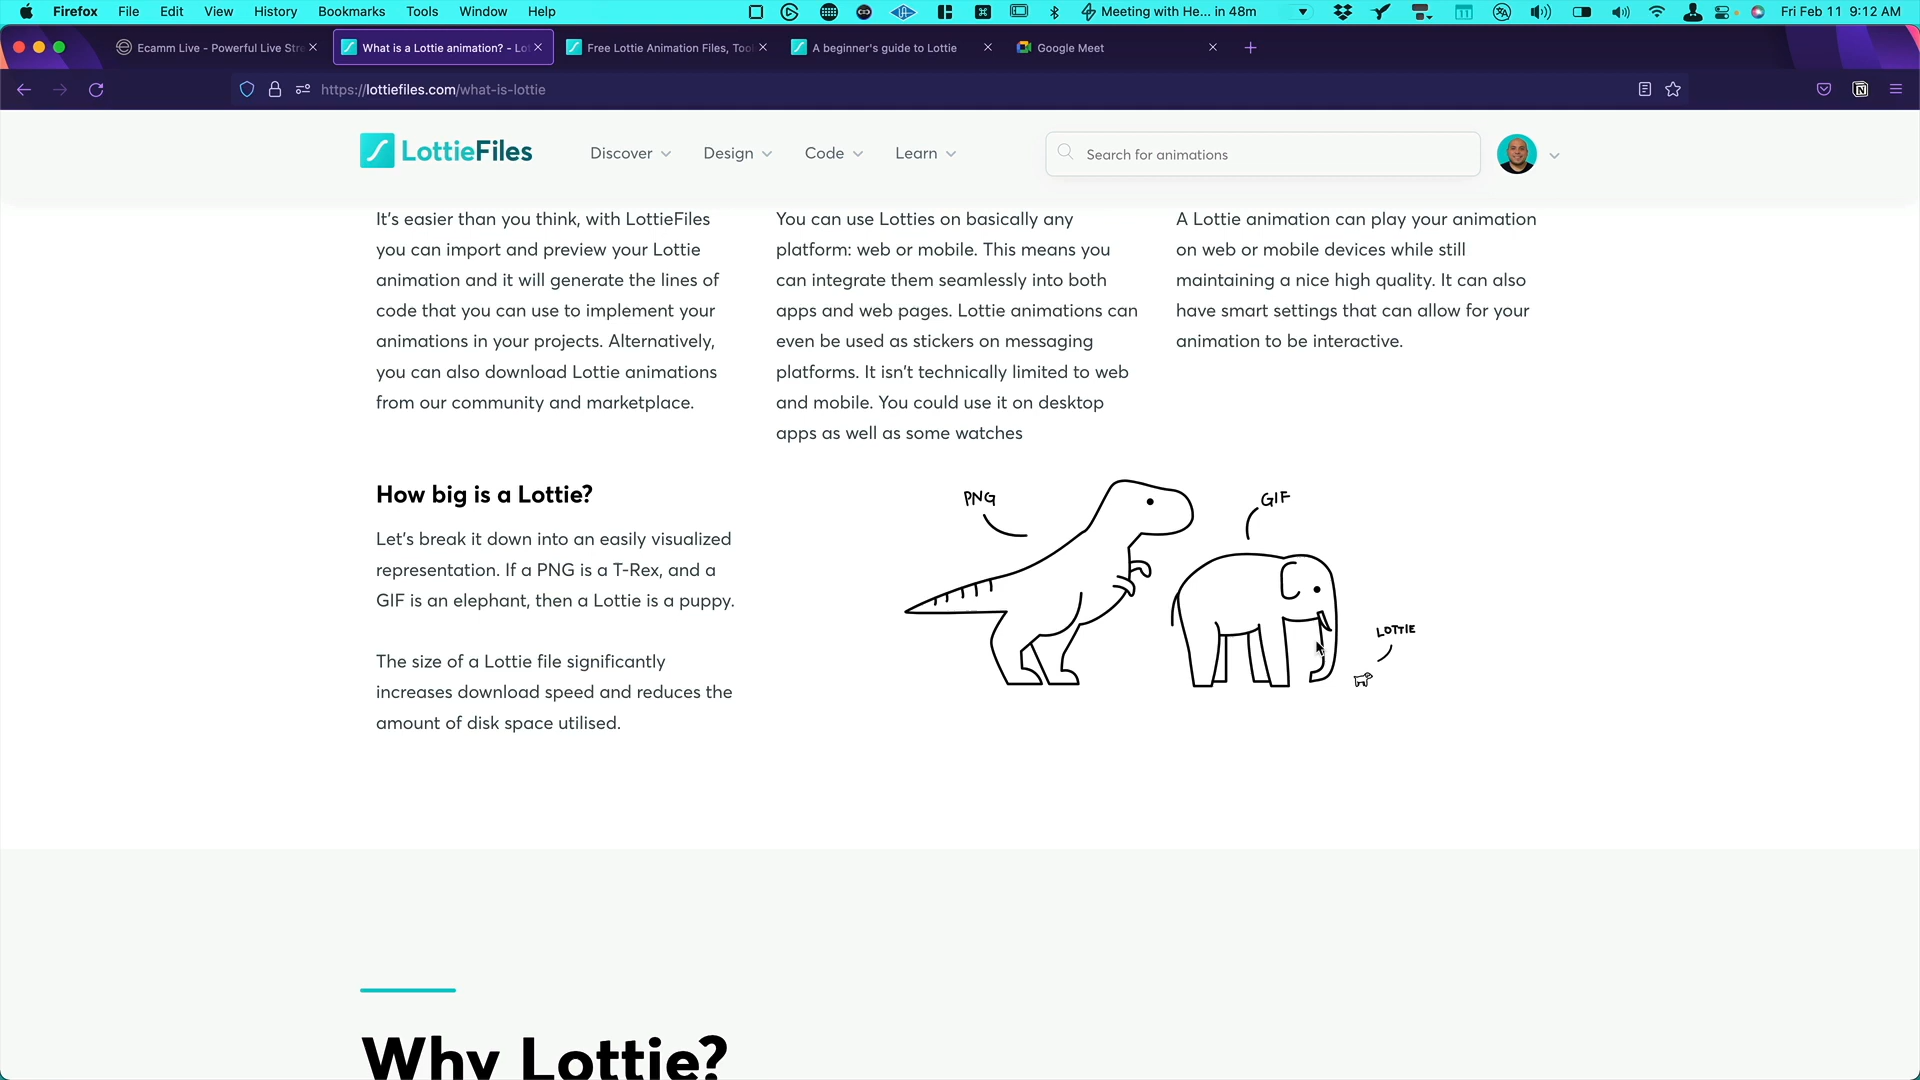 Firefox File Edit View History Bookmarks Tools Window Help
Meeting with He... in 48m
11
Fri Feb 11 9:12 AM
Ecamm Live - Powerful Live Stre
What is a Lottie animation? - Lot
Free Lottie Animation Files, Tool
A beginner's guide to Lottie
Google Meet
https://lottiefiles.com/what-is-lottie
LottieFiles
Discover
Design
Code
Learn
Search for animations
It's easier than you think, with LottieFiles
you can import and preview your Lottie
animation and it will generate the lines of
code that you can use to implement your
animations in your projects. Alternatively,
you can also download Lottie animations
from our community and marketplace.
You can use Lotties on basically any
platform: web or mobile. This means you
can integrate them seamlessly into both
apps and web pages. Lottie animations can
even be used as stickers on messaging
platforms. It isn't technically limited to web
and mobile. You could use it on desktop
apps as well as some watches
A Lottie animation can play your animation
on web or mobile devices while still
maintaining a nice high quality. It can also
have smart settings that can allow for your
animation to be interactive.
How big is a Lottie?
Let's break it down into an easily visualized
representation. If a PNG is a T-Rex, and a
GIF is an elephant, then a Lottie is a puppy.
The size of a Lottie file significantly
increases download speed and reduces the
amount of disk space utilised.
PNG
GIF
LOTTIE
Why Lottie?